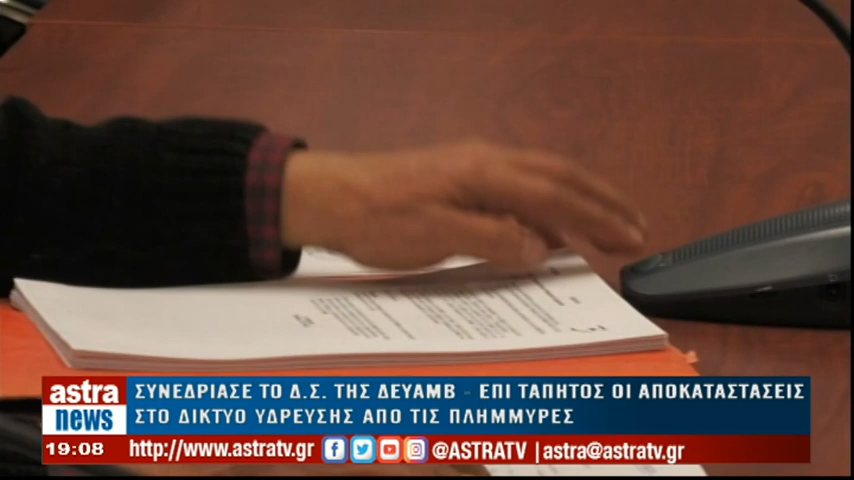 astra
news
ΣΥΝΕΔΡΙΑΣΕ ΤΟ Δ.Σ. ΤΗΣ ΔΕΥΑΜΒ - ΕΠΙ ΤΑΠΗΤΟΣ ΟΙ ΑΠΟΚΑΤΑΣΤΑΣΕΙΣ
ΣΤΟ ΔΙΚΤΥΟ ΥΔΡΕΥΣΗΣ ΑΠΟ ΤΙΣ ΠΛΗΜΜΥΡΕΣ
19:08 http://www.astratv.gr @ASTRATV | astra@astratv.gr